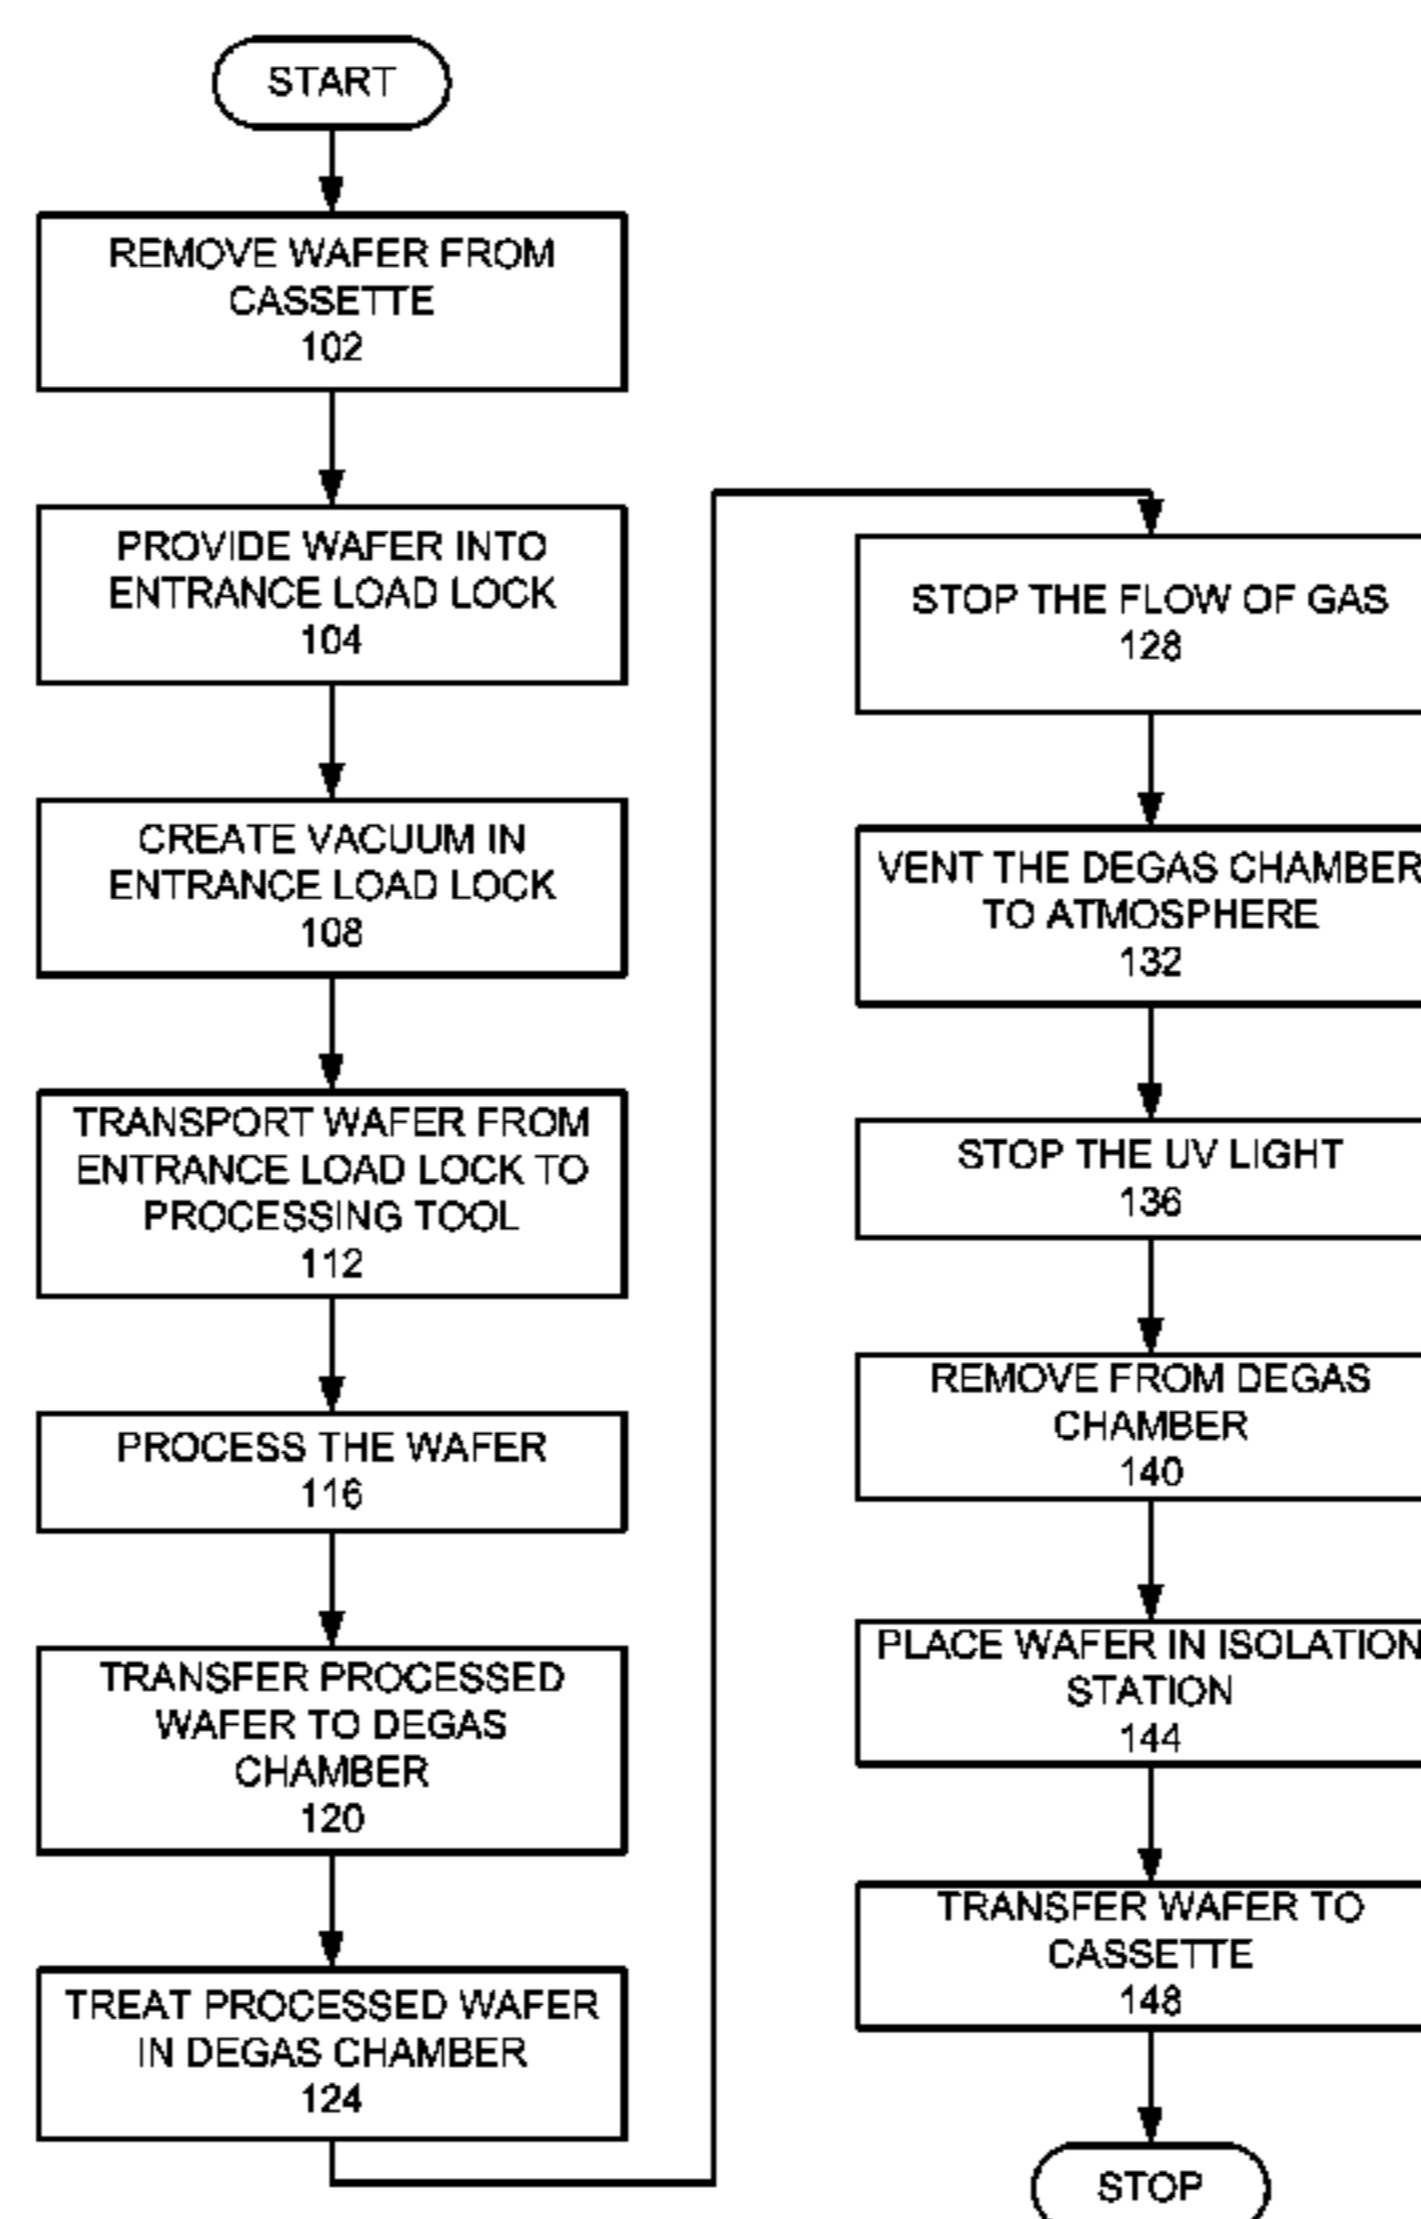 START
REMOVE WAFER FROM
CASSETTE
102
PROVIDE WAFER INTO
ENTRANCE LOAD LOCK
104
CREATE VACUUM IN
ENTRANCE LOAD LOCK
108
TRANSPORT WAFER FROM
ENTRANCE LOAD LOCK TO
PROCESSING TOOL
112
PROCESS THE WAFER
116
TRANSFER PROCESSED
WAFER TO DEGAS
CHAMBER
120
TREAT PROCESSED WAFER
IN DEGAS CHAMBER
124
STOP THE FLOW OF GAS
128
VENT THE DEGAS CHAMBER
TO ATMOSPHERE
132
STOP THE UV LIGHT
136
REMOVE FROM DEGAS
CHAMBER
140
PLACE WAFER IN ISOLATION
STATION
144
TRANSFER WAFER TO
CASSETTE
148
STOP